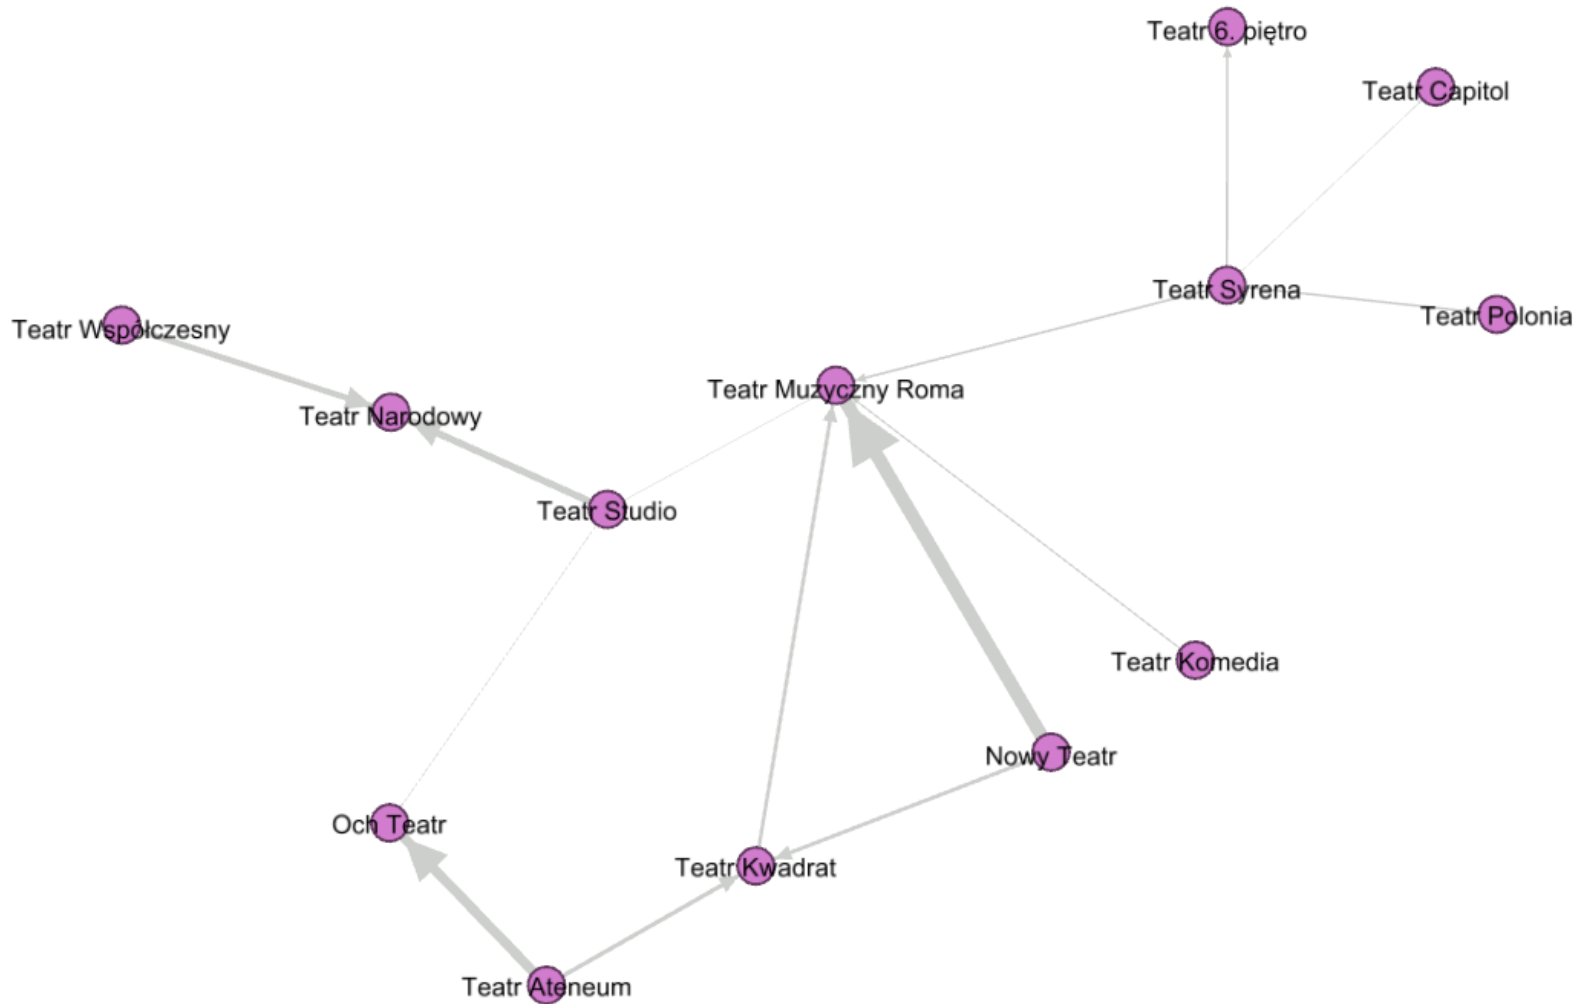 Teatr 6. piętro
Teatr Capitol
Teatr Syrena
Teatr Polonia
Teatr Współczesny
Teatr Muzyczny Roma
Teatr Narodowy
Teatr Studio
Teatr Komedia
Nowy Teatr
Och Teatr
Teatr Kwadrat
Teatr Ateneum